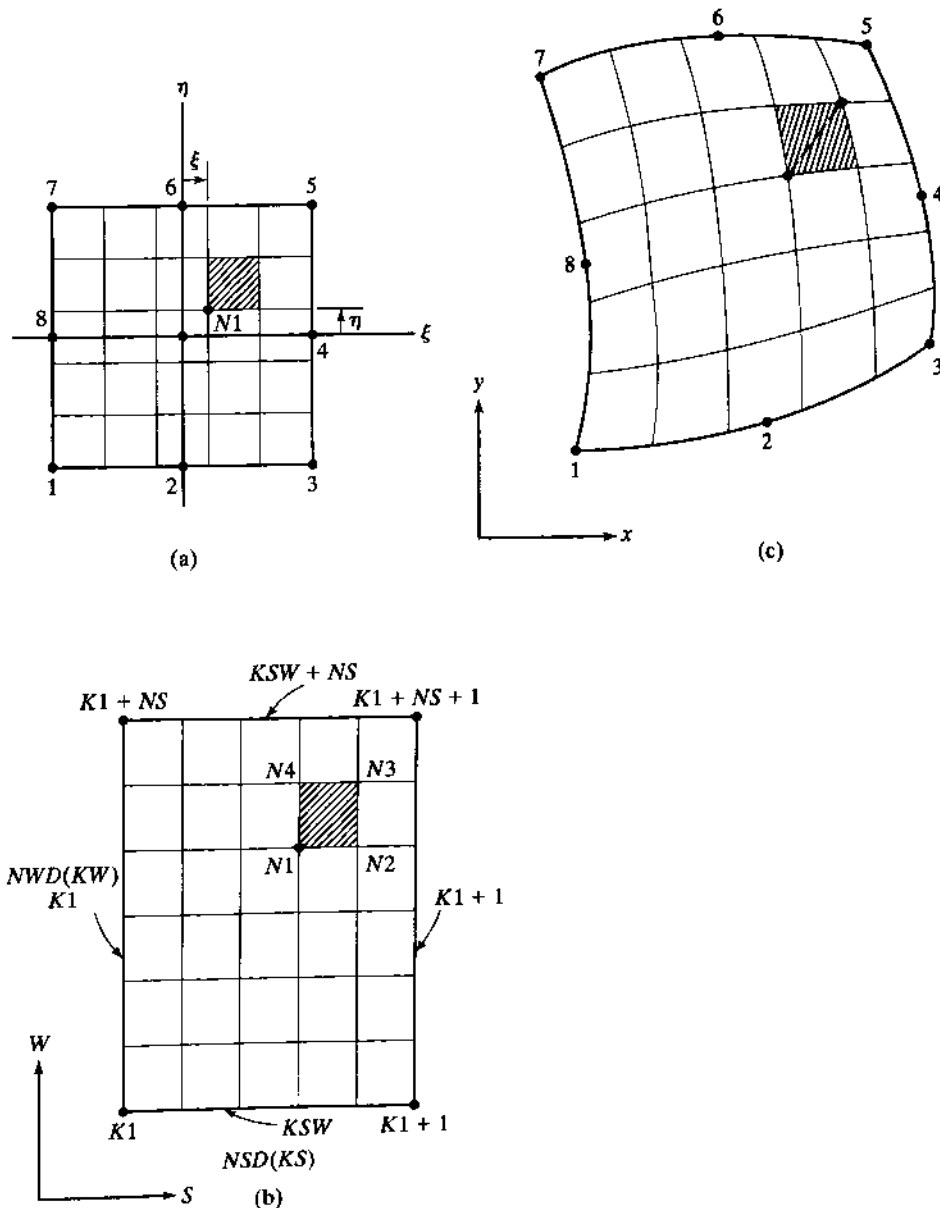 η
ξ
7 6 5
8 N1 η ξ
4
1 2 3
(a)
6 5
7
4
8
3
y
2
1
x
(c)
KSW + NS
K1 + NS K1 + NS + 1
N4 N3
N1 N2
NWD(KW)
K1
K1 + 1
W
K1 KSW K1 + 1
NSD(KS)
S
(b)